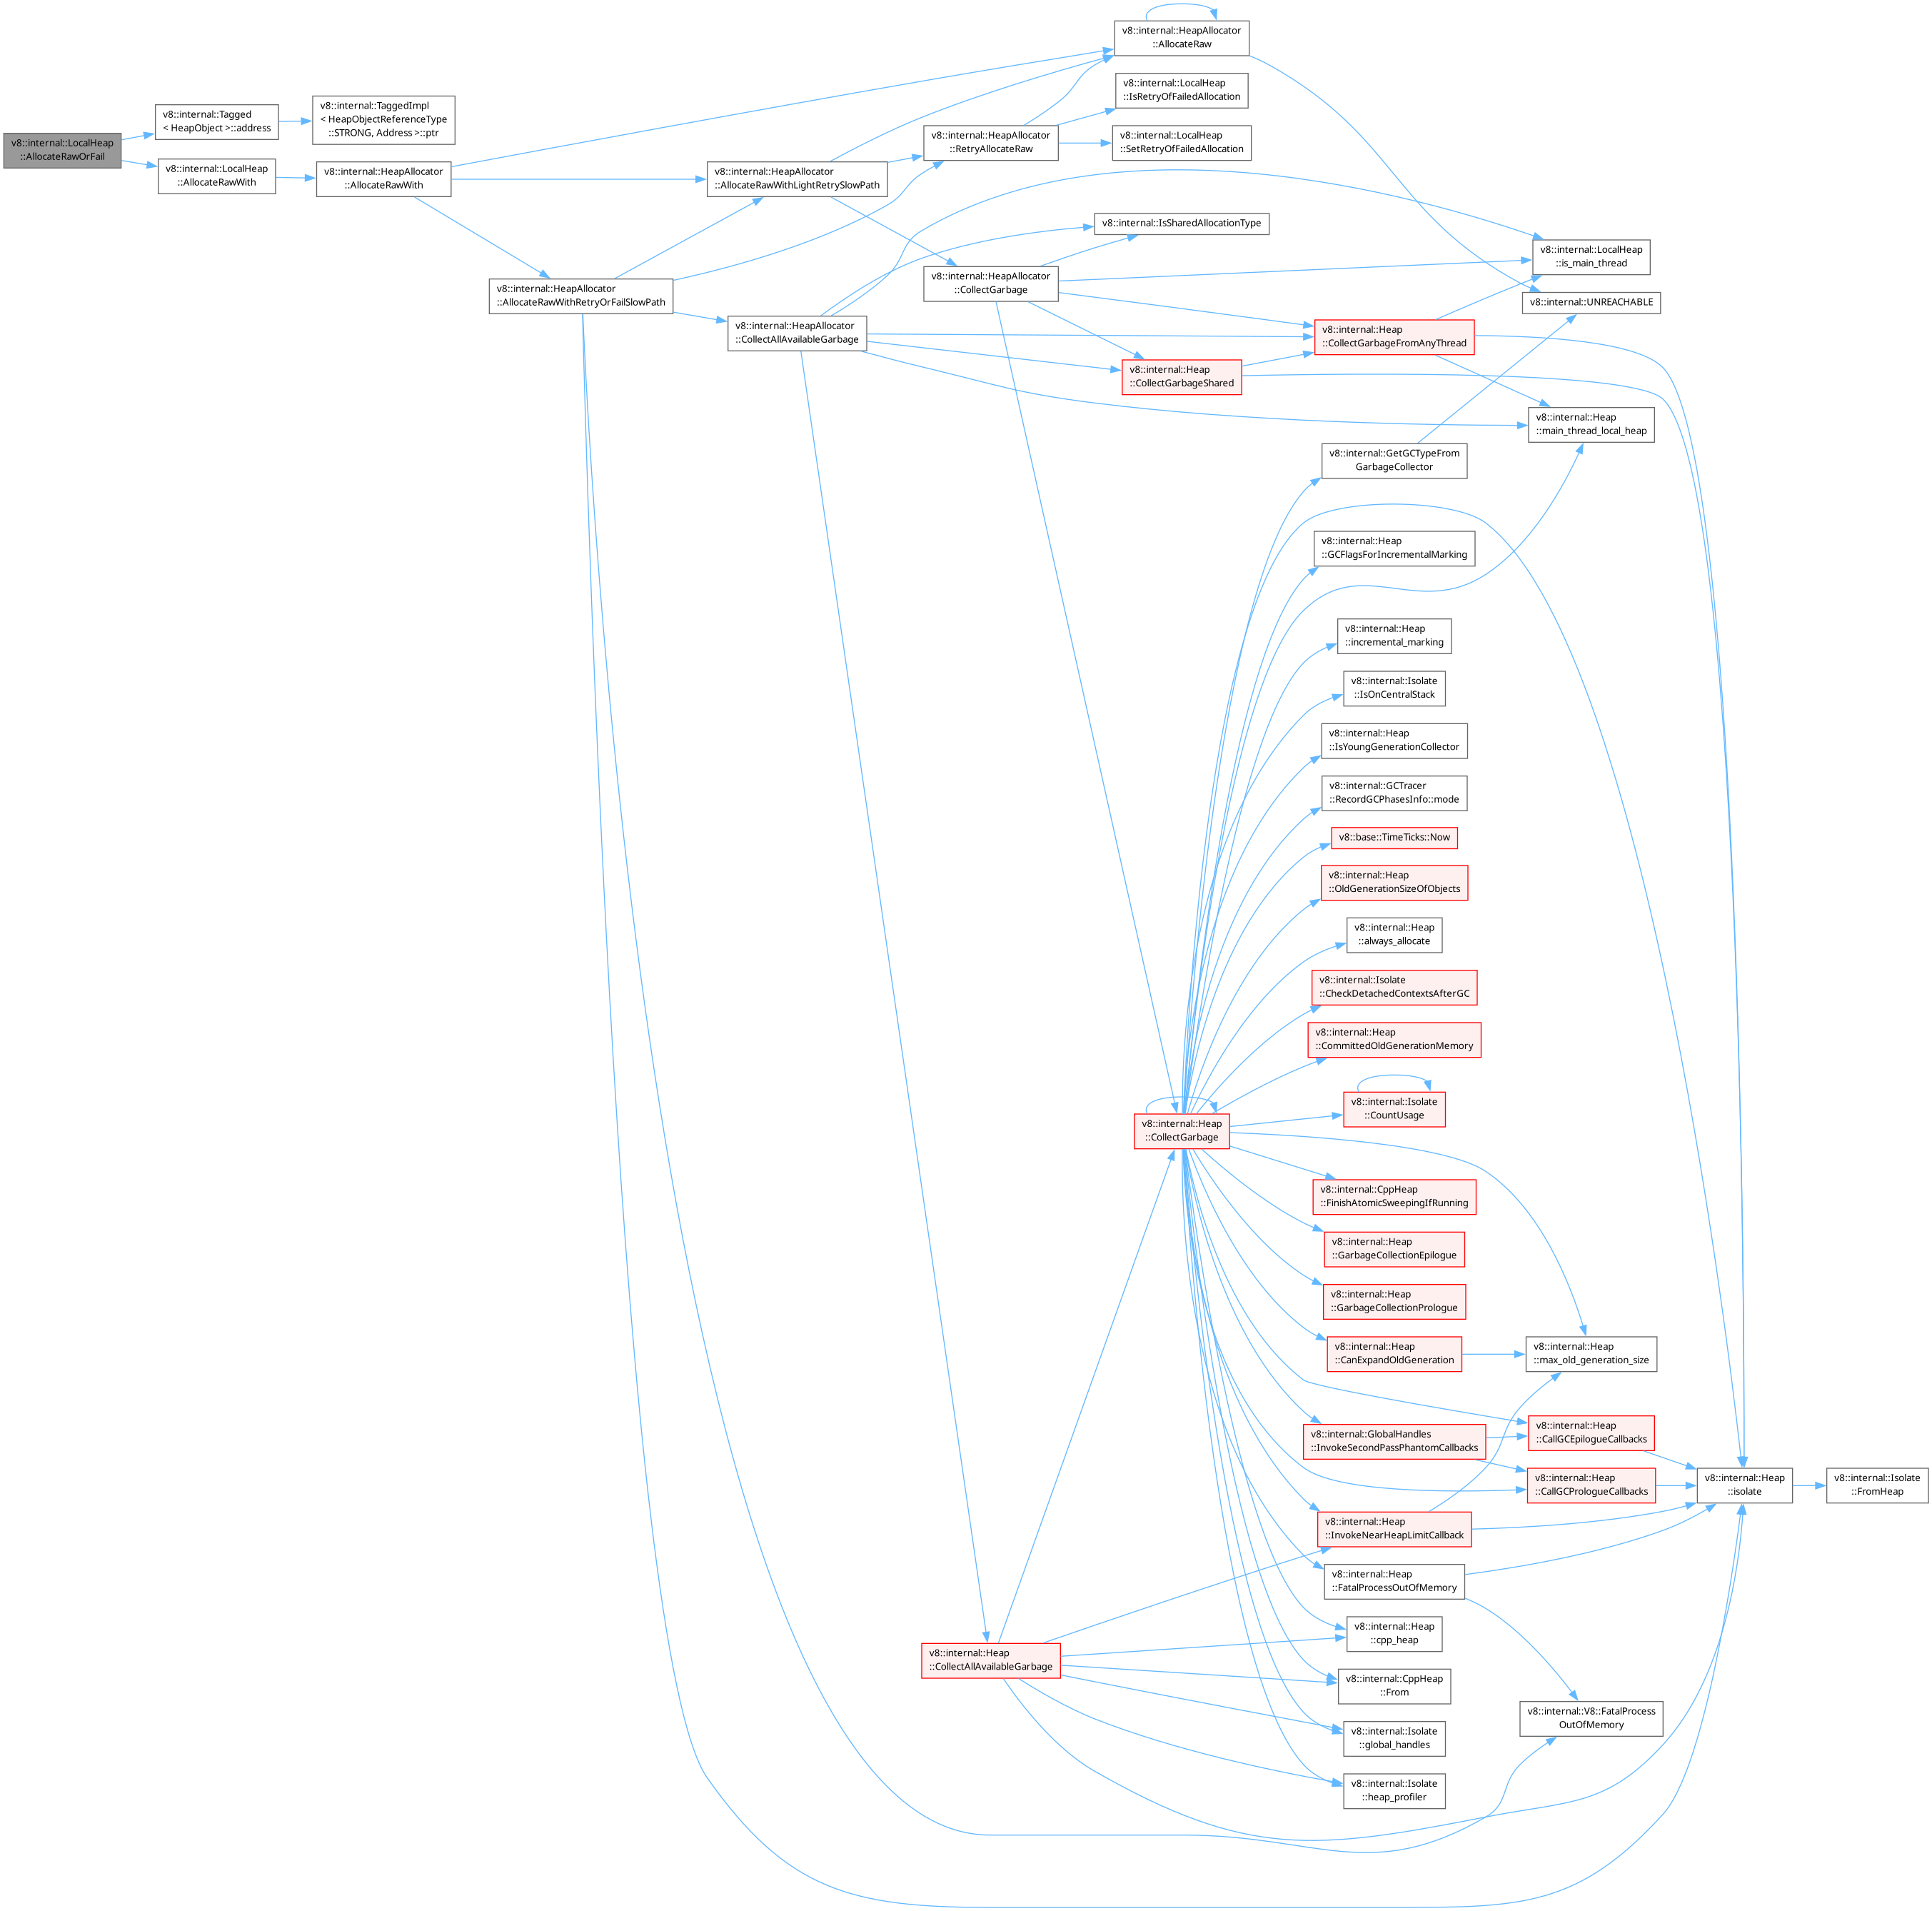 v8::internal::LocalHeap
::AllocateRawOrFail
v8::internal::Tagged
< HeapObject >::address
v8::internal::TaggedImpl
< HeapObjectReferenceType
::STRONG, Address >::ptr
v8::internal::LocalHeap
::AllocateRawWith
v8::internal::HeapAllocator
::AllocateRawWith
v8::internal::HeapAllocator
::AllocateRawWithRetryOrFailSlowPath
v8::internal::HeapAllocator
::AllocateRawWithLightRetrySlowPath
v8::internal::HeapAllocator
::CollectAllAvailableGarbage
v8::internal::HeapAllocator
::RetryAllocateRaw
v8::internal::HeapAllocator
::CollectGarbage
v8::internal::Heap
::CollectAllAvailableGarbage
v8::internal::HeapAllocator
::AllocateRaw
v8::internal::LocalHeap
::IsRetryOfFailedAllocation
v8::internal::LocalHeap
::SetRetryOfFailedAllocation
v8::internal::IsSharedAllocationType
v8::internal::Heap
::CollectGarbageShared
v8::internal::Heap
::CollectGarbage
v8::internal::Heap
::CollectGarbageFromAnyThread
v8::internal::GetGCTypeFrom
GarbageCollector
v8::internal::Heap
::GCFlagsForIncrementalMarking
v8::internal::Heap
::incremental_marking
v8::internal::Isolate
::IsOnCentralStack
v8::internal::Heap
::IsYoungGenerationCollector
v8::internal::GCTracer
::RecordGCPhasesInfo::mode
v8::base::TimeTicks::Now
v8::internal::Heap
::OldGenerationSizeOfObjects
v8::internal::Heap
::always_allocate
v8::internal::Isolate
::CheckDetachedContextsAfterGC
v8::internal::Heap
::CommittedOldGenerationMemory
v8::internal::Isolate
::CountUsage
v8::internal::CppHeap
::FinishAtomicSweepingIfRunning
v8::internal::Heap
::GarbageCollectionEpilogue
v8::internal::Heap
::GarbageCollectionPrologue
v8::internal::Heap
::CanExpandOldGeneration
v8::internal::GlobalHandles
::InvokeSecondPassPhantomCallbacks
v8::internal::Heap
::InvokeNearHeapLimitCallback
v8::internal::Heap
::FatalProcessOutOfMemory
v8::internal::Heap
::cpp_heap
v8::internal::CppHeap
::From
v8::internal::Isolate
::global_handles
v8::internal::Isolate
::heap_profiler
v8::internal::LocalHeap
::is_main_thread
v8::internal::UNREACHABLE
v8::internal::Heap
::main_thread_local_heap
v8::internal::Heap
::max_old_generation_size
v8::internal::Heap
::CallGCEpilogueCallbacks
v8::internal::Heap
::CallGCPrologueCallbacks
v8::internal::V8::FatalProcess
OutOfMemory
v8::internal::Heap
::isolate
v8::internal::Isolate
::FromHeap